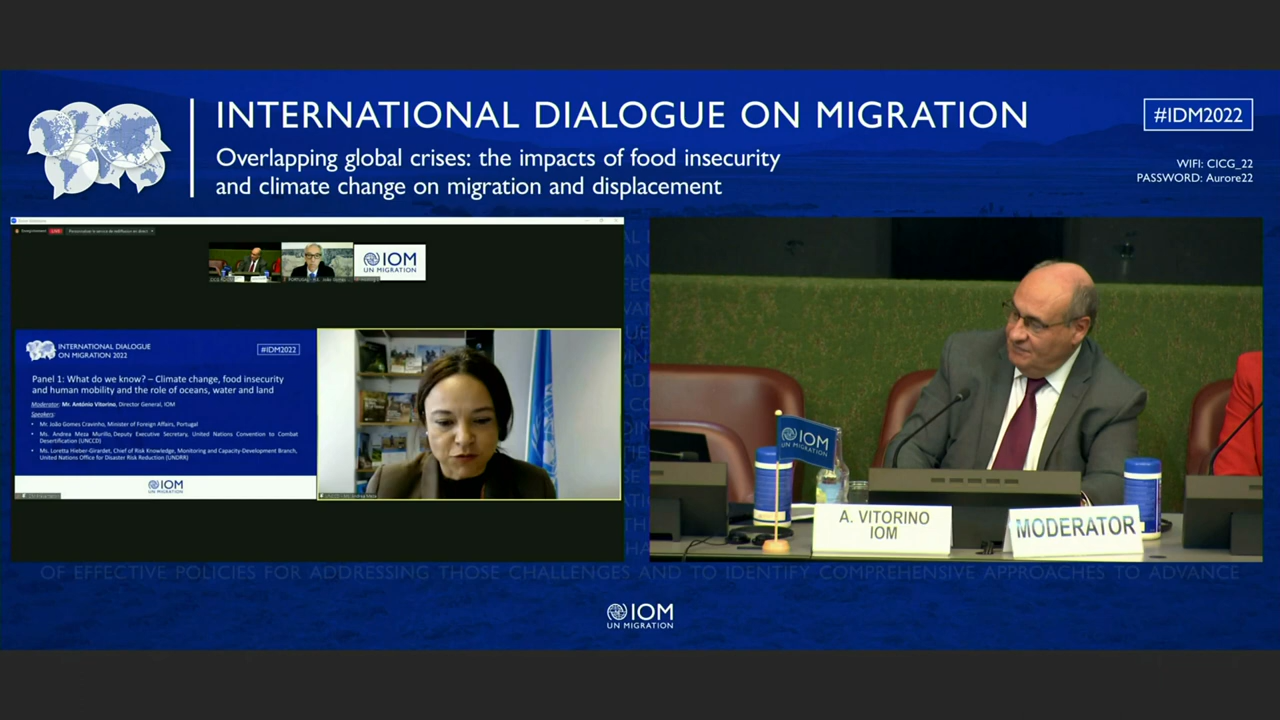 INTERNATIONAL DIALOGUE ON MIGRATION
Overlapping global crises: the impacts of food insecurity
and climate change on migration and displacement
#IDM2022
WIFI: CICG_22
PASSWORD: Aurore22
LIVE
IOM
UN MIGRATION
INTERNATIONAL DIALOGUE
ON MIGRATION 2022
#IDM2022
Panel 1: What do we know? – Climate change, food insecurity
and human mobility and the role of oceans, water and land
Moderator: Mr. António Vitorino, Director General, IOM
Speakers:
• Mr. João Gomes Cravinho, Minister of Foreign Affairs, Portugal
• Ms. Andrea Meza Murillo, Deputy Executive Secretary, United Nations Convention to Combat
Desertification (UNCCD)
• Ms. Loretta Hieber-Girardet, Chief of Risk Knowledge, Monitoring and Capacity-Development Branch,
United Nations Office for Disaster Risk Reduction (UNDRR)
IOM
UN MIGRATION
IOM
UN MIGRATION
A. VITORINO
IOM
MODERATOR
OF EFFECTIVE POLICIES FOR ADDRESSING THOSE CHALLENGES AND TO IDENTIFY COMPREHENSIVE APPROACHES TO ADVANCE
IOM
UN MIGRATION